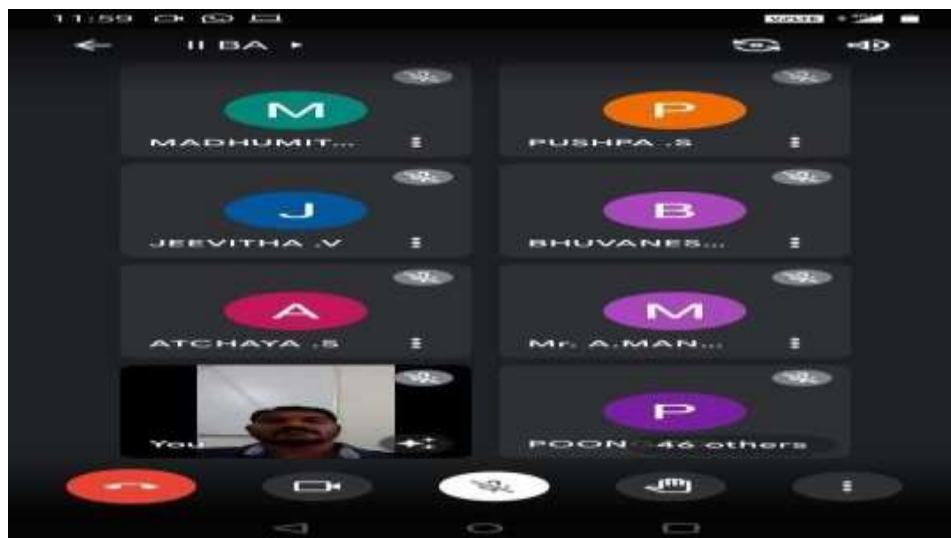 11:59
II BA
M
MADHUMIT...
P
PUSHPA .S
J
JEEVITHA .V
B
BHUVANES...
A
ATCHAYA .S
M
Mr. A.MAN...
You
P
POON 46 others